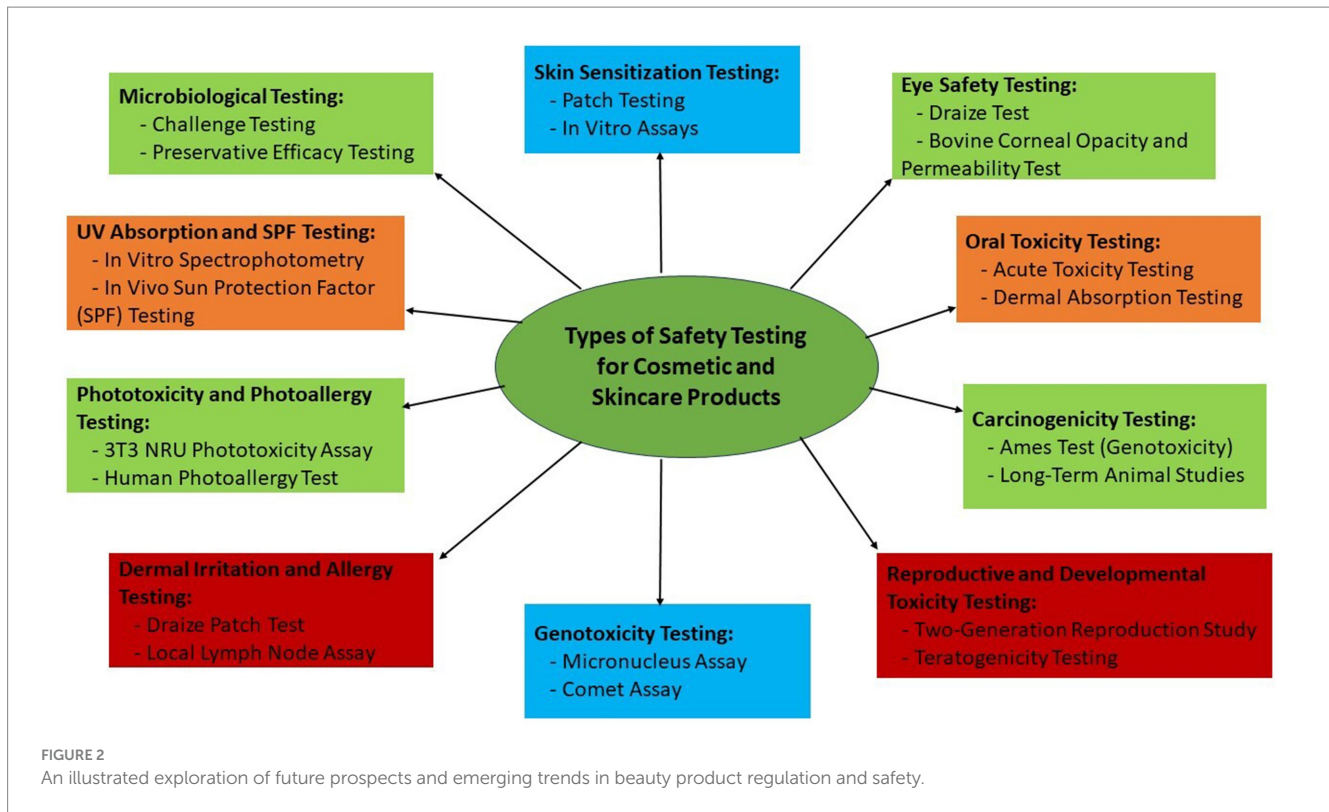 Microbiological Testing:
- Challenge Testing
- Preservative Efficacy Testing
Skin Sensitization Testing:
- Patch Testing
- In Vitro Assays
Eye Safety Testing:
- Draize Test
- Bovine Corneal Opacity and
Permeability Test
UV Absorption and SPF Testing:
- In Vitro Spectrophotometry
- In Vivo Sun Protection Factor
(SPF) Testing
Oral Toxicity Testing:
- Acute Toxicity Testing
- Dermal Absorption Testing
Types of Safety Testing
for Cosmetic and
Skincare Products
Phototoxicity and Photoallergy
Testing:
- 3T3 NRU Phototoxicity Assay
- Human Photoallergy Test
Carcinogenicity Testing:
- Ames Test (Genotoxicity)
- Long-Term Animal Studies
Dermal Irritation and Allergy
Testing:
- Draize Patch Test
- Local Lymph Node Assay
Genotoxicity Testing:
- Micronucleus Assay
- Comet Assay
Reproductive and Developmental
Toxicity Testing:
- Two-Generation Reproduction Study
- Teratogenicity Testing
FIGURE 2
An illustrated exploration of future prospects and emerging trends in beauty product regulation and safety.